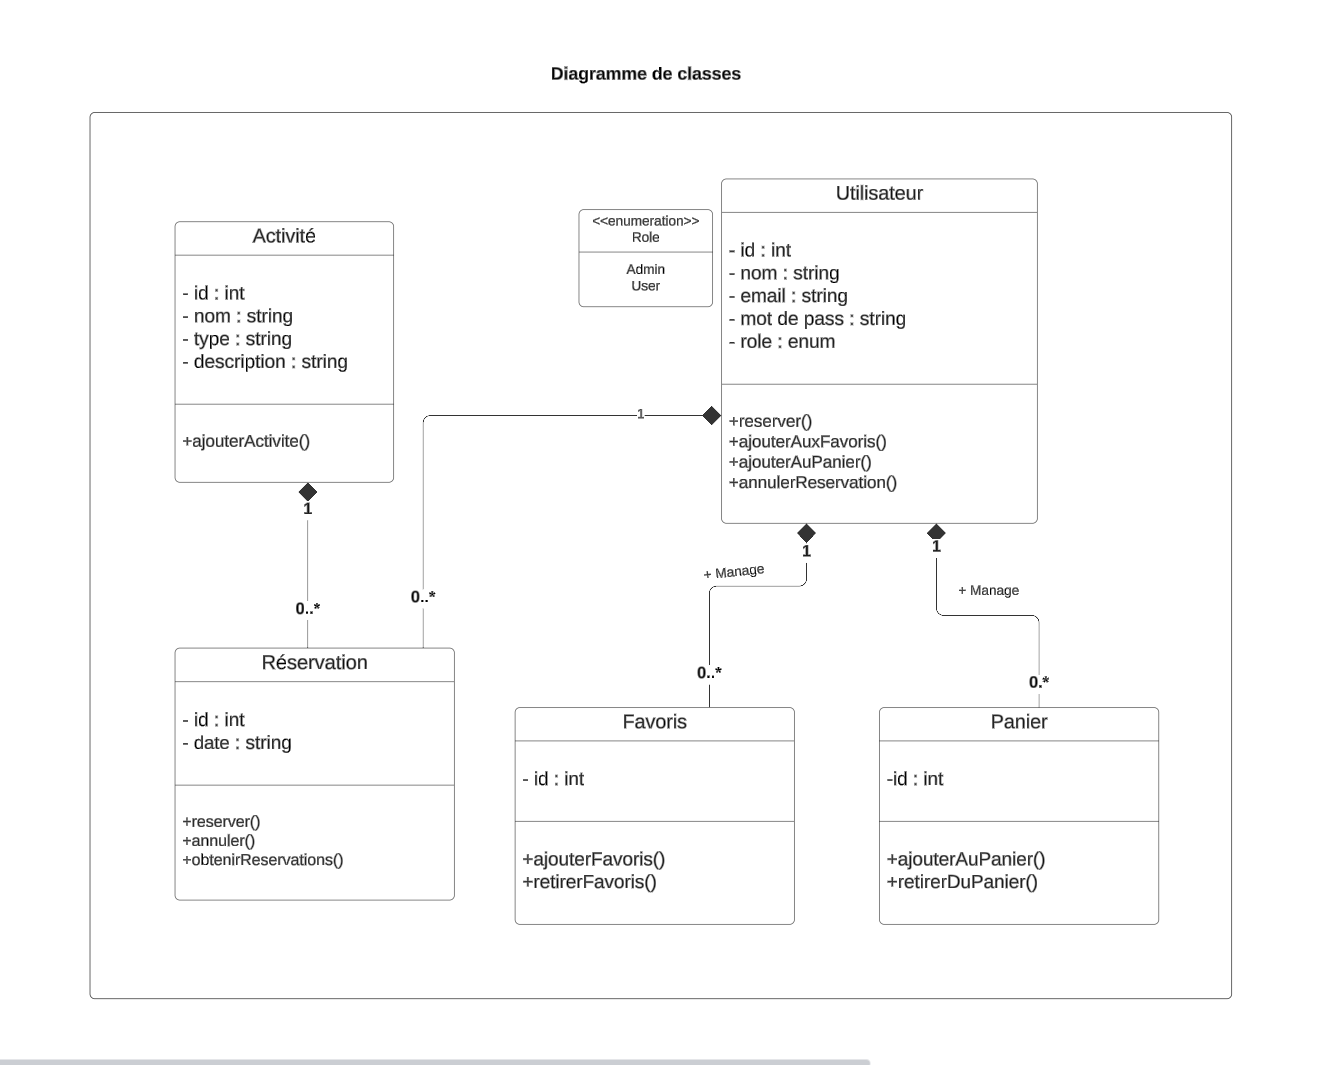 Diagramme de classes
Activité
- id : int
- nom : string
- type : string
- description : string
+ajouterActivite()
<<enumeration>>
Role
Admin
User
Utilisateur
- id : int
- nom : string
- email : string
- mot de pass : string
- role : enum
+reserver()
+ajouterAuxFavoris()
+ajouterAuPanier()
+annulerReservation()
1
1
0..*
0..*
1
+ Manage
0..*
1
+ Manage
0.*
Réservation
- id : int
- date : string
+reserver()
+annuler()
+obtenirReservations()
Favoris
- id : int
+ajouterFavoris()
+retirerFavoris()
Panier
-id : int
+ajouterAuPanier()
+retirerDuPanier()